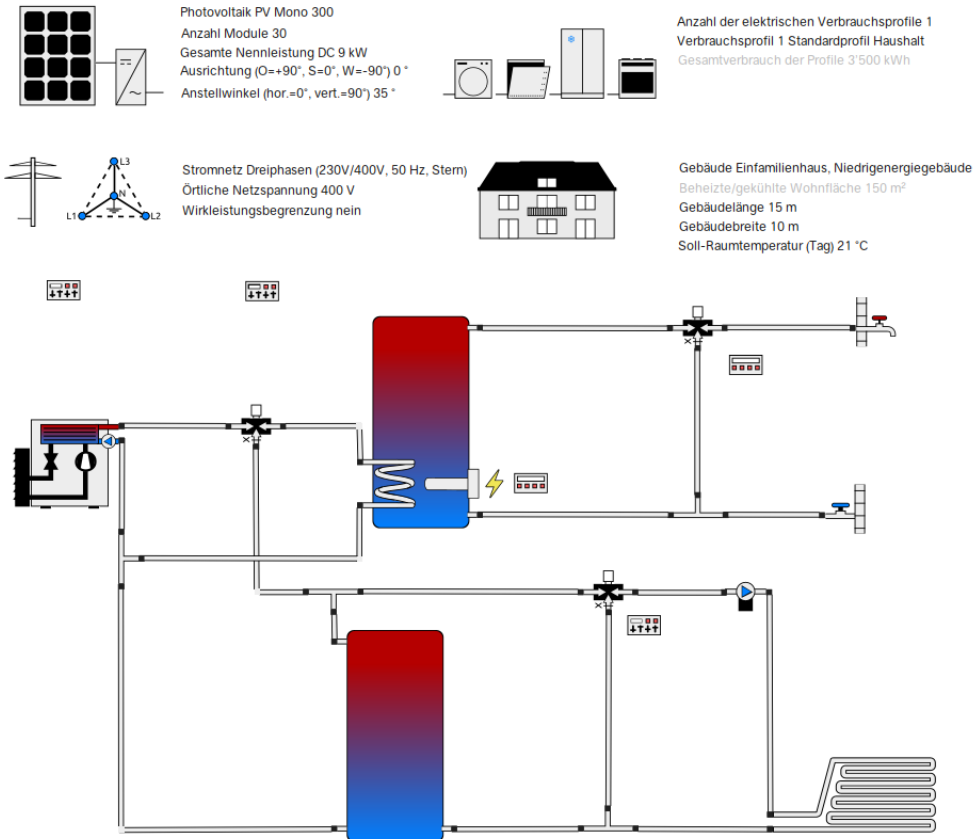 Photovoltaik PV Mono 300
Anzahl Module 30
Gesamte Nennleistung DC 9 kW
Ausrichtung (O=+90°, S=0°, W=-90°) 0 °
Anstellwinkel (hor.=0°, vert.=90°) 35 °
Anzahl der elektrischen Verbrauchsprofile 1
Verbrauchsprofil 1 Standardprofil Haushalt
Gesamtverbrauch der Profile 3'500 kWh
L3
N
L1
L2
Stromnetz Dreiphasen (230V/400V, 50 Hz, Stern)
Örtliche Netzspannung 400 V
Wirkleistungsbegrenzung nein
Gebäude Einfamilienhaus, Niedrigenergiegebäude
Beheizte/gekühlte Wohnfläche 150 m²
Gebäudelänge 15 m
Gebäudebreite 10 m
Soll-Raumtemperatur (Tag) 21 °C
X
X
X